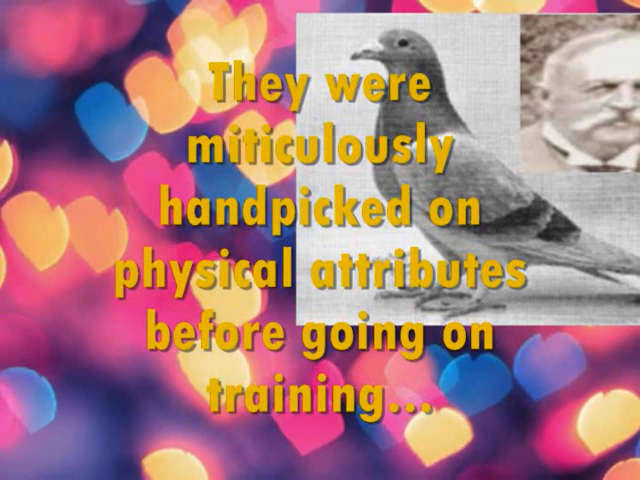 They were
miticulously
handpicked on
physical attributes
before going on
training...